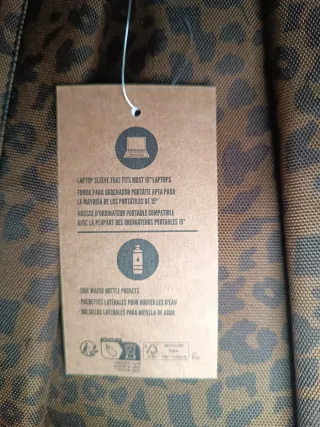 LAPTOP SLEEVE THAT FITS MOST 15" LAPTOPS
FUNDA PARA ORDENADOR PORTÁTIL APTA PARA
LA MAYORÍA DE LOS PORTÁTILES DE 15"
HOUSSE D'ORDINATEUR PORTABLE COMPATIBLE
AVEC LA PLUPART DES ORDINATEURS PORTABLES 15"
- SIDE WATER BOTTLE POCKETS
- POCHETTES LATÉRALES POUR BOUTEILLES D'EAU
- BOLSILLOS LATERALES PARA BOTELLA DE AGUA
FSC